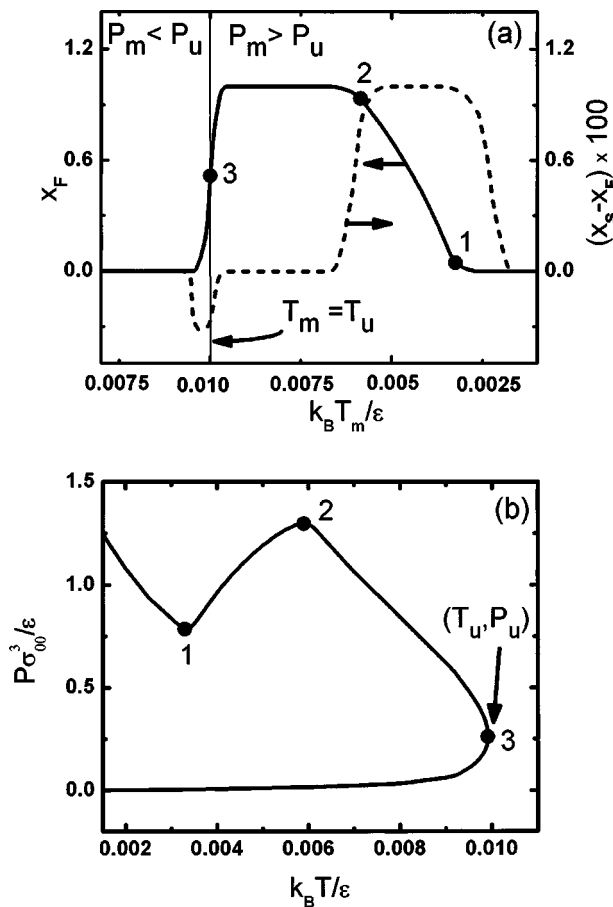 P_m < P_u P_m > P_u (a)
1.2 1.2
2
0.6 0.6
x_F 3 (x_S-x_F) × 100
1
0.0 0.0
T_m = T_u
0.0075 0.010 0.0075 0.005 0.0025
k_B T_m/ε
1.5 (b)
2
1.0
Pσ³₀₀/ε 1 (T_u, P_u)
0.5
3
0.0
0.002 0.004 0.006 0.008 0.010
k_B T/ε